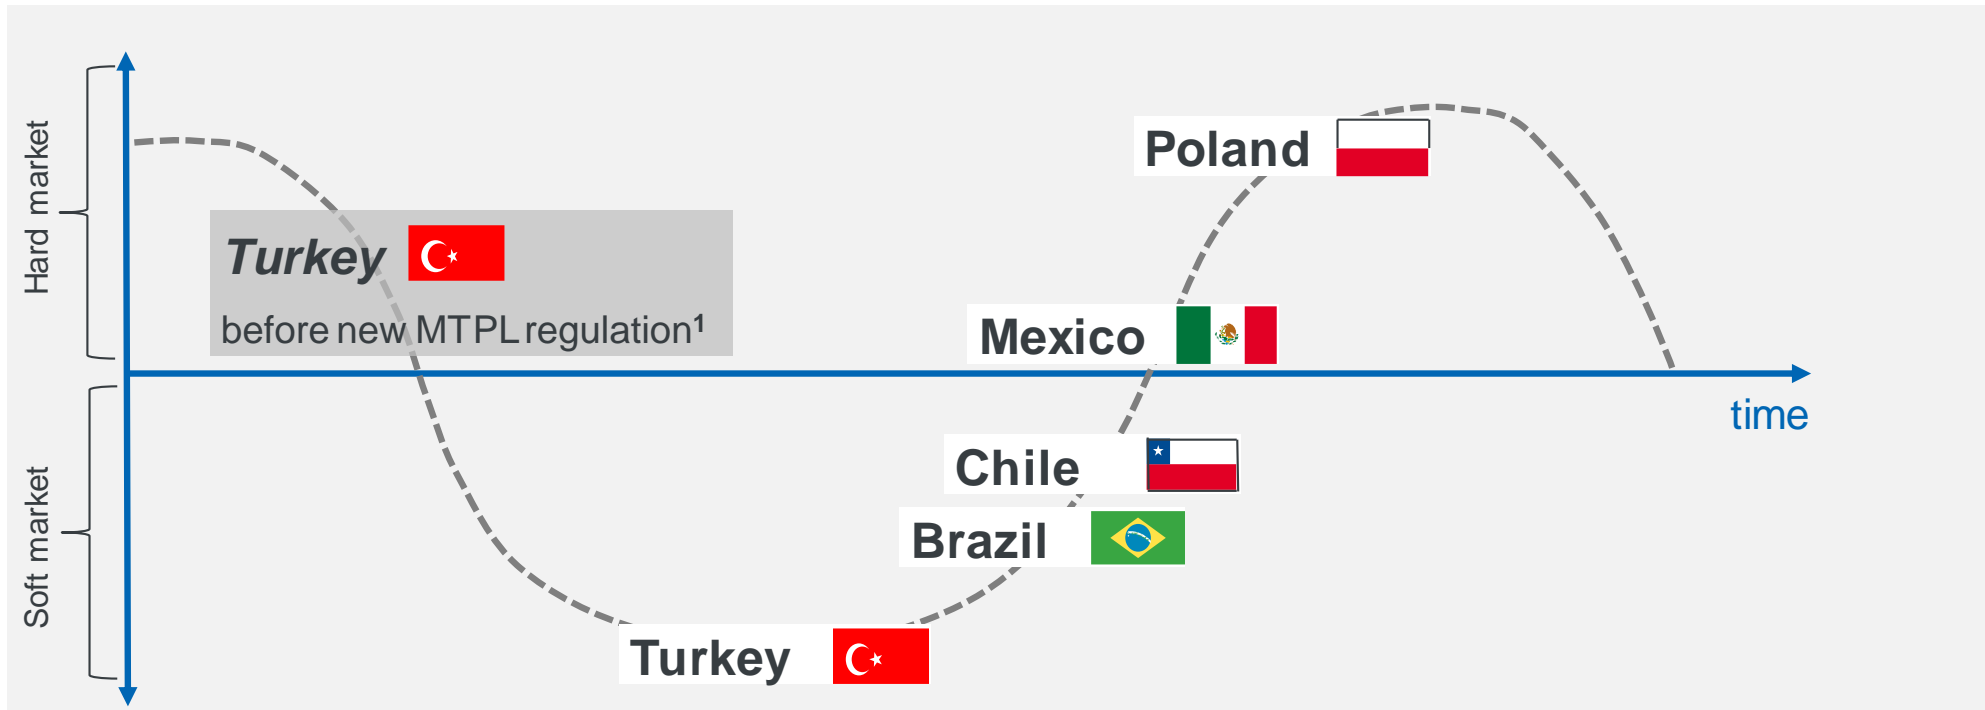 Hard market
Soft market
Turkey
before new MTPL regulation¹
Poland
Mexico
time
Chile
Brazil
Turkey